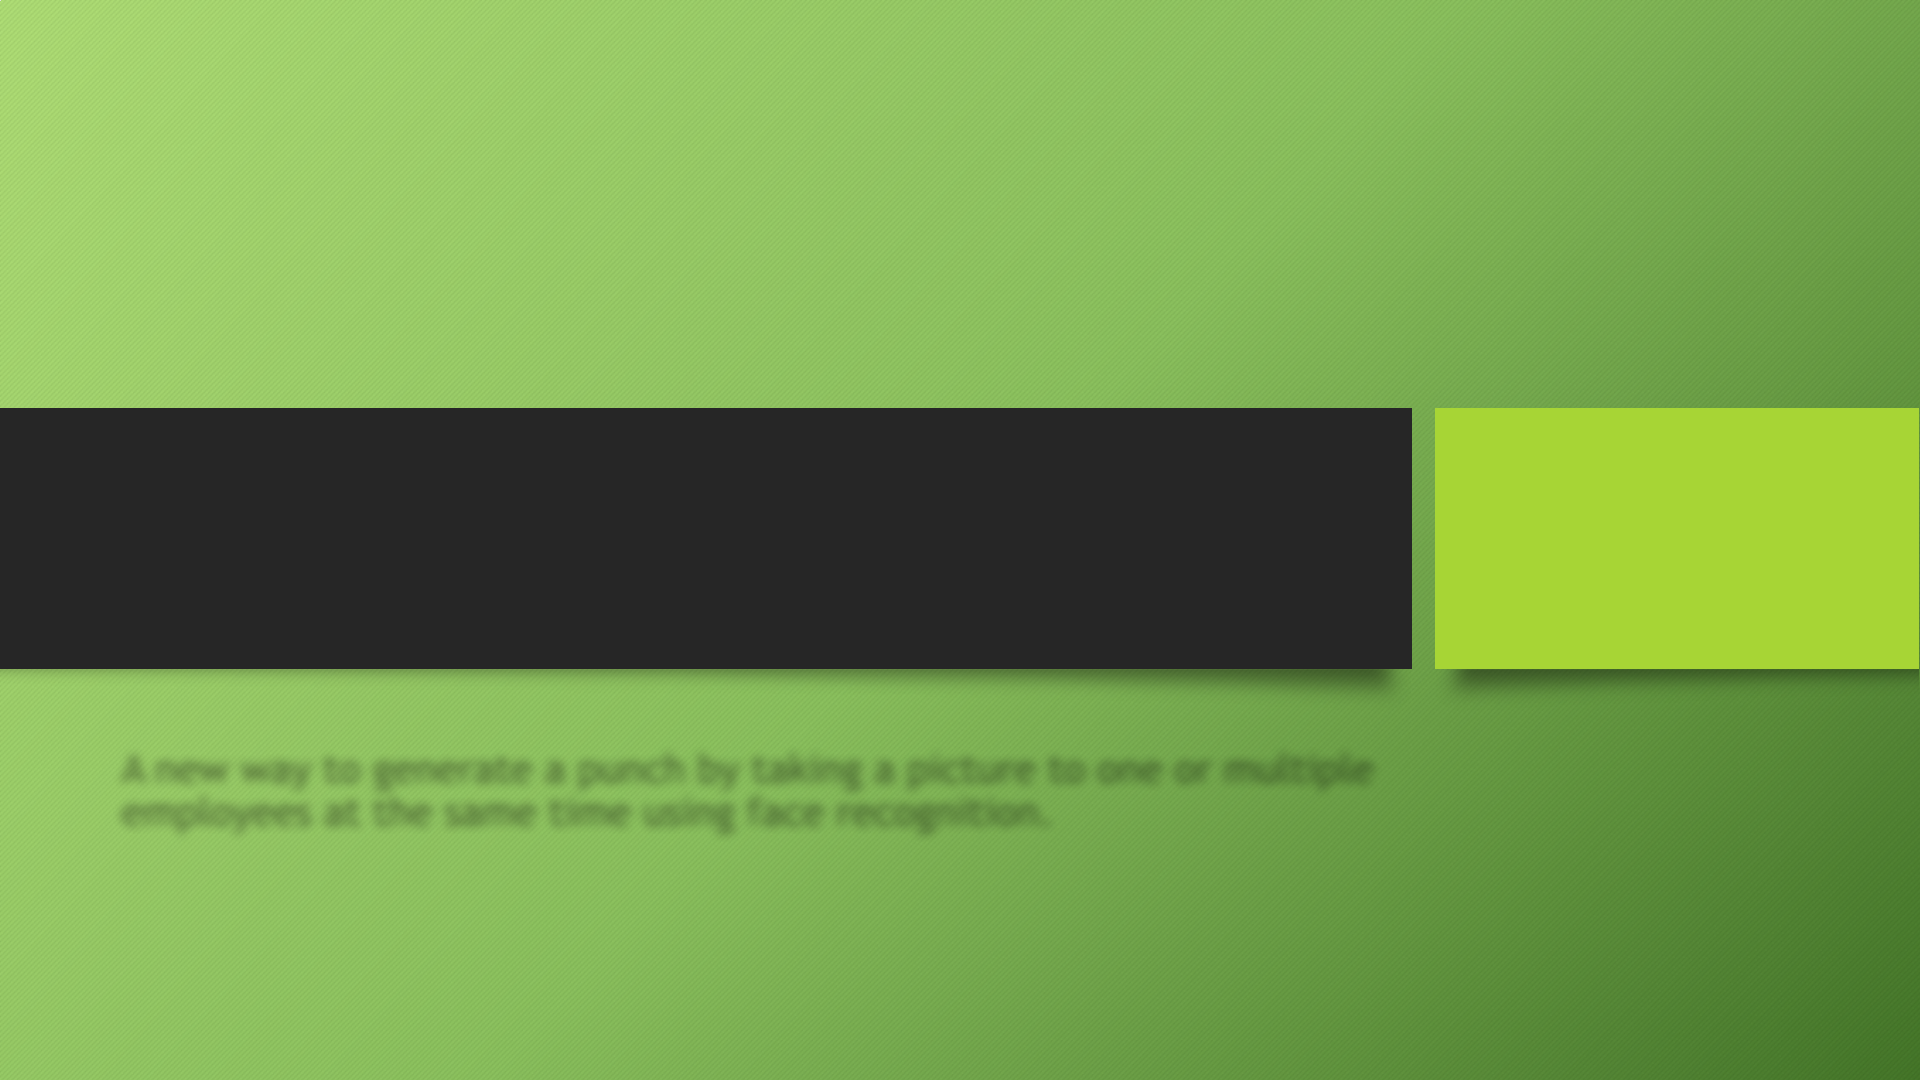 A new way to generate a punch by taking a picture to one or multiple
employees at the same time using face recognition.